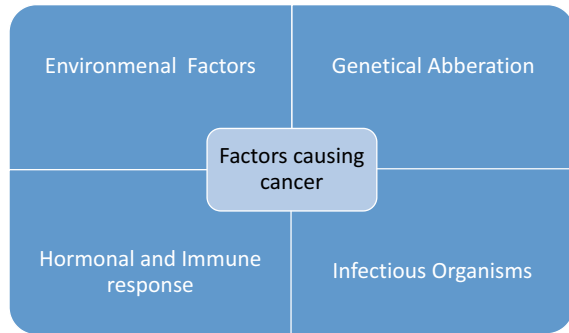 Environmenal Factors
Genetical Abberation
Factors causing
cancer
Hormonal and Immune
response
Infectious Organisms